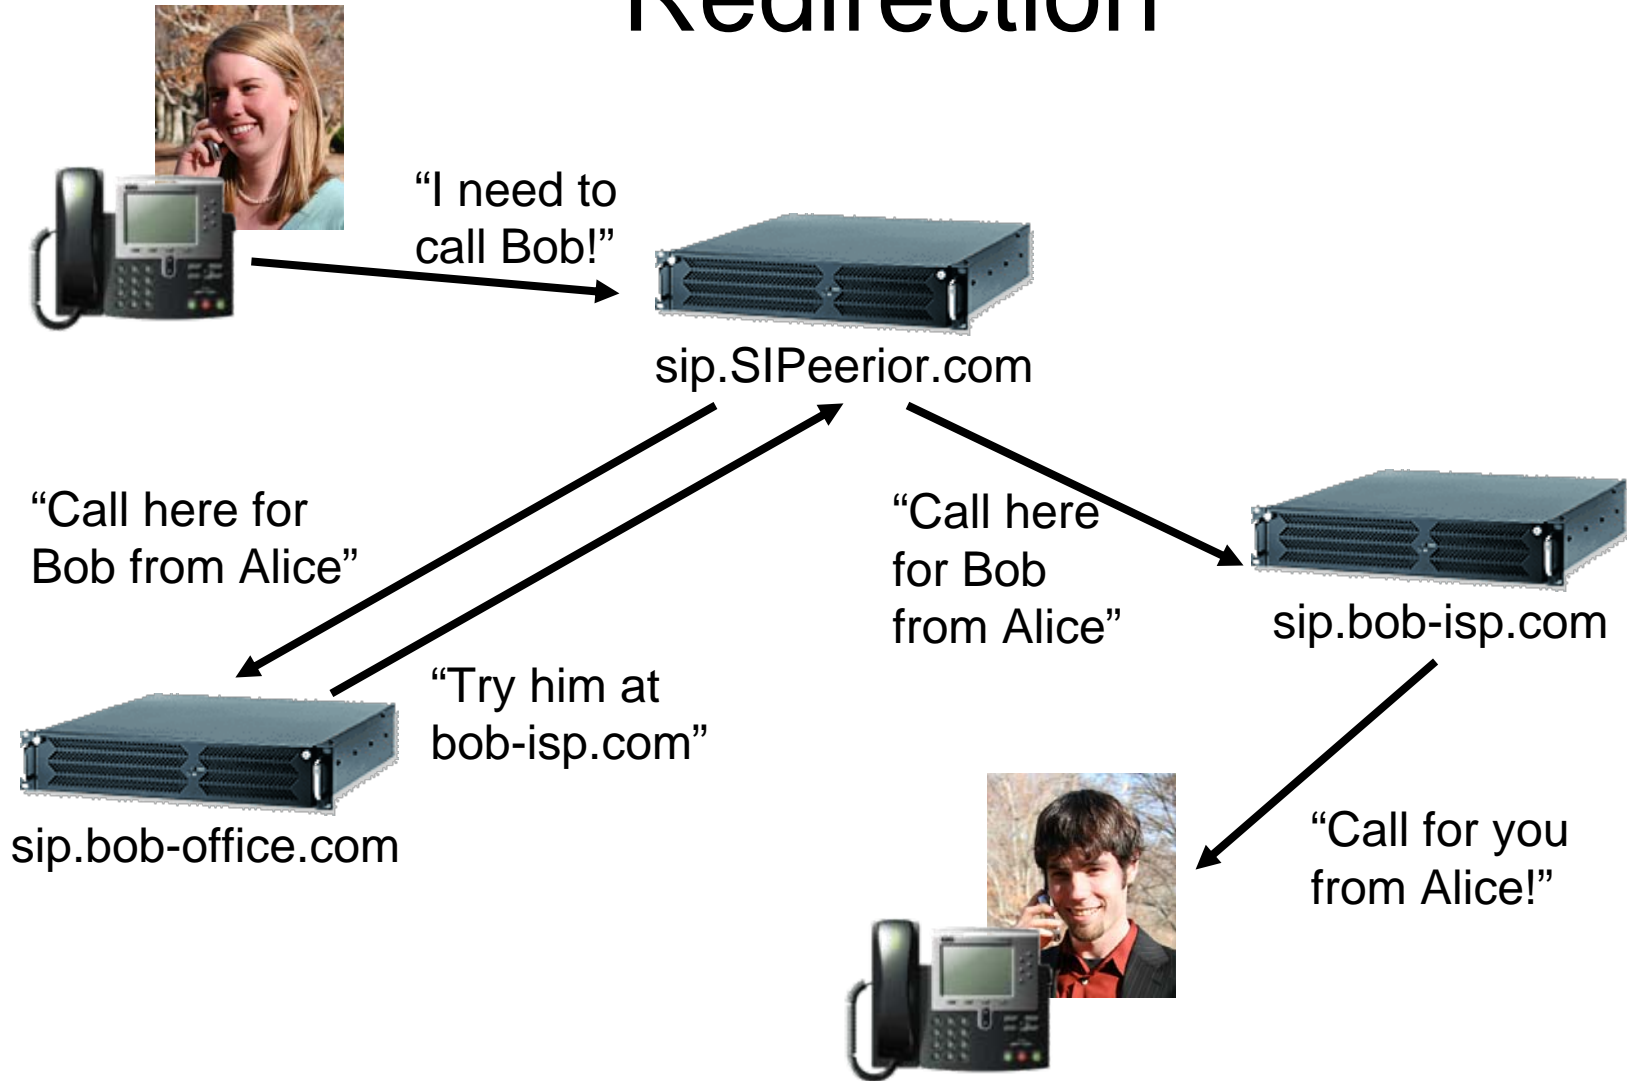 Redirection
“I need to
call Bob!”
sip.SIPeerior.com
“Call here for
Bob from Alice”
“Call here
for Bob
from Alice”
sip.bob-isp.com
“Try him at
bob-isp.com”
sip.bob-office.com
“Call for you
from Alice!”